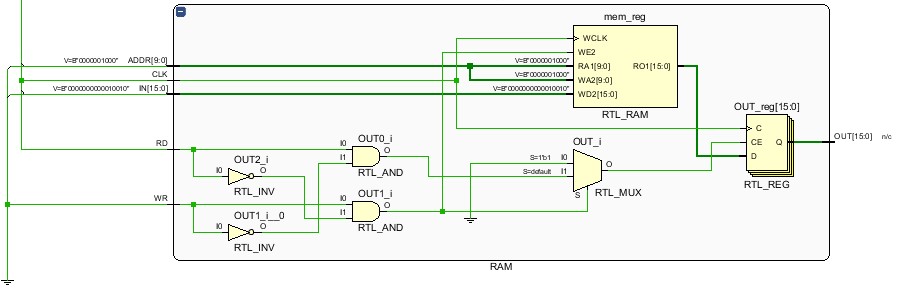 mem_reg
WCLK
WE2
V=B"0000001000" ADDR[9:0] V=B"0000001000" RA1[9:0] RO1[15:0]
CLK V=B"0000001000" WA2[9:0]
V=B"0000000000010010" IN[15:0] V=B"0000000000010010" WD2[15:0]
RTL_RAM
OUT_reg[15:0]
C
OUT[15:0] n/c
CE Q
D
RTL_REG
RD OUT0_i OUT_i
I0 O
I1
RTL_AND
S=1'b1 I0 O
S=default I1
S RTL_MUX
OUT2_i
I0 O
RTL_INV
WR OUT1_i
I0 O
I1
RTL_AND
OUT1_i__0
I0 O
RTL_INV
RAM